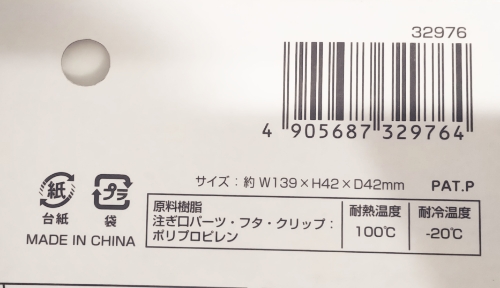 32976
4 905687 329764
サイズ：約 W139×H42×D42mm PAT.P
紙 プラ
台紙 袋
MADE IN CHINA
原料樹脂 耐熱温度 耐冷温度
注ぎ口パーツ・フタ・クリップ： 100℃ -20℃
ポリプロピレン